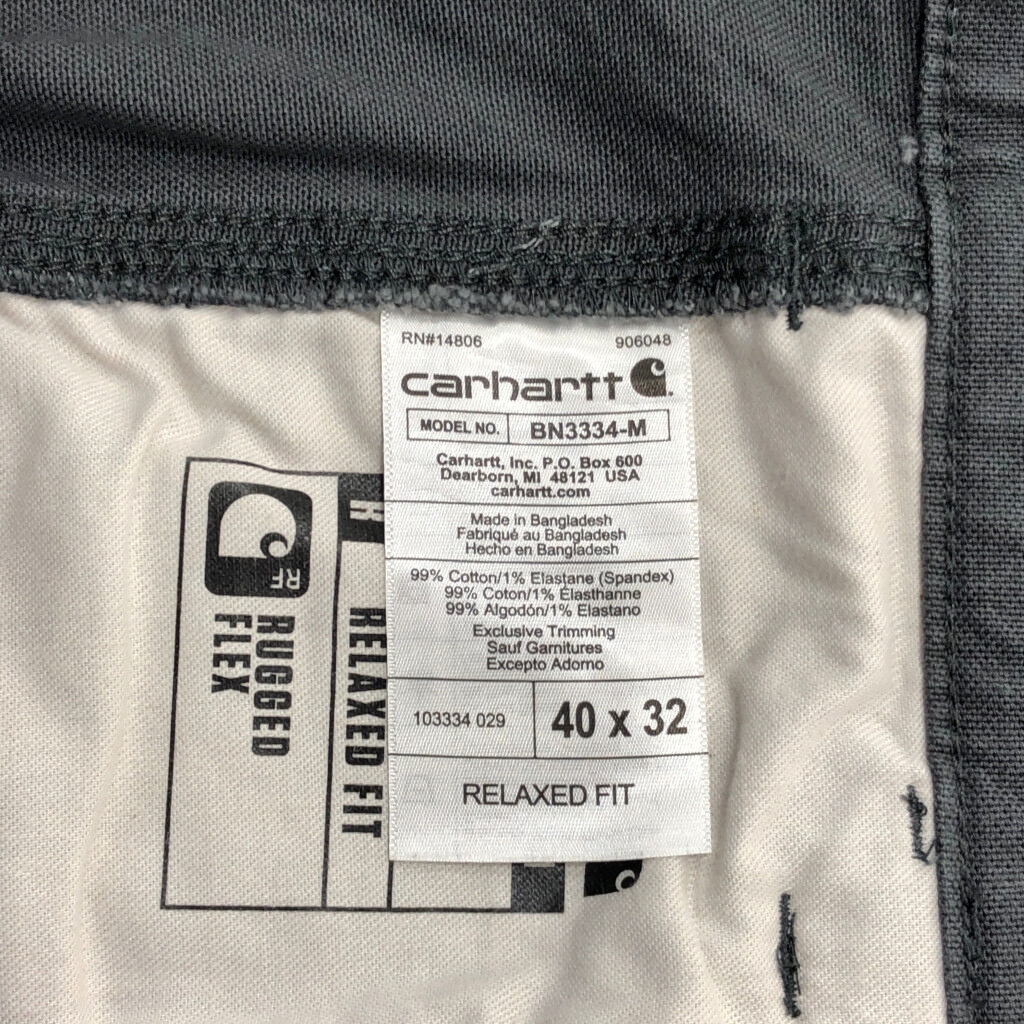 RN#14806 906048
carhartt
MODEL NO. BN3334-M
Carhartt, Inc. P.O. Box 600
Dearborn, MI 48121 USA
carhartt.com
Made in Bangladesh
Fabriqué au Bangladesh
Hecho en Bangladesh
99% Cotton/1% Elastane (Spandex)
99% Coton/1% Élasthanne
99% Algodón/1% Elastano
Exclusive Trimming
Sauf Garnitures
Excepto Adorno
103334 029 40 x 32
RELAXED FIT
RF
RUGGED
FLEX
RELAXED FIT